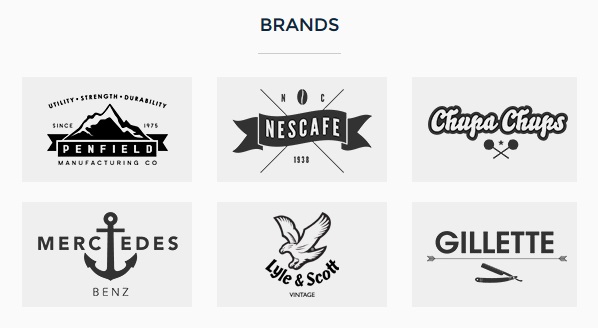 BRANDS
UTILITY • STRENGTH • DURABILITY
SINCE 1975
PENFIELD
MANUFACTURING CO
N C
NESCAFE
1938
Chupa Chups
MERCEDES
BENZ
Lyle & Scott
VINTAGE
GILLETTE